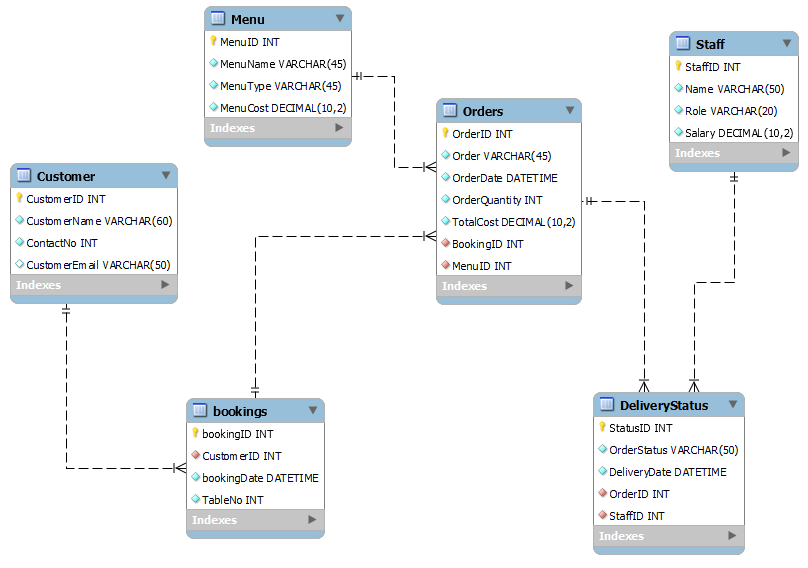 Menu
MenuID INT
MenuName VARCHAR(45)
MenuType VARCHAR(45)
MenuCost DECIMAL(10,2)
Indexes
Staff
StaffID INT
Name VARCHAR(50)
Role VARCHAR(20)
Salary DECIMAL(10,2)
Indexes
Orders
OrderID INT
Order VARCHAR(45)
OrderDate DATETIME
OrderQuantity INT
TotalCost DECIMAL(10,2)
BookingID INT
MenuID INT
Indexes
Customer
CustomerID INT
CustomerName VARCHAR(60)
ContactNo INT
CustomerEmail VARCHAR(50)
Indexes
bookings
bookingID INT
CustomerID INT
bookingDate DATETIME
TableNo INT
Indexes
DeliveryStatus
StatusID INT
OrderStatus VARCHAR(50)
DeliveryDate DATETIME
OrderID INT
StaffID INT
Indexes